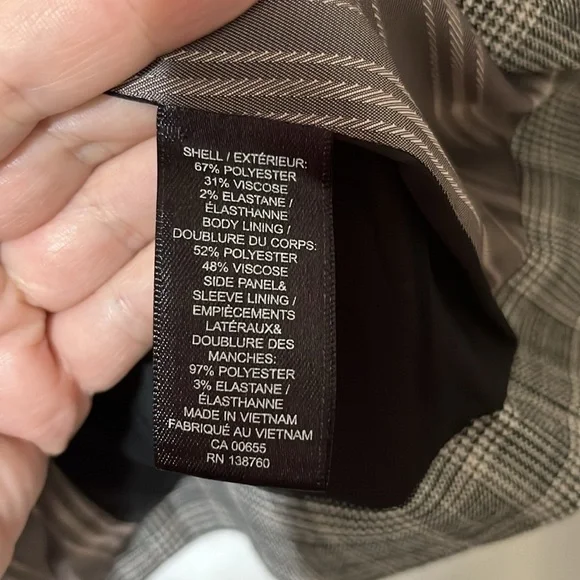 SHELL / EXTÉRIEUR:
67% POLYESTER
31% VISCOSE
2% ELASTANE /
ÉLASTHANNE
BODY LINING /
DOUBLURE DU CORPS:
52% POLYESTER
48% VISCOSE
SIDE PANEL&
SLEEVE LINING /
EMPIÈCEMENTS
LATÉRAUX&
DOUBLURE DES
MANCHES:
97% POLYESTER
3% ELASTANE /
ÉLASTHANNE
MADE IN VIETNAM
FABRIQUÉ AU VIETNAM
CA 00655
RN 138760